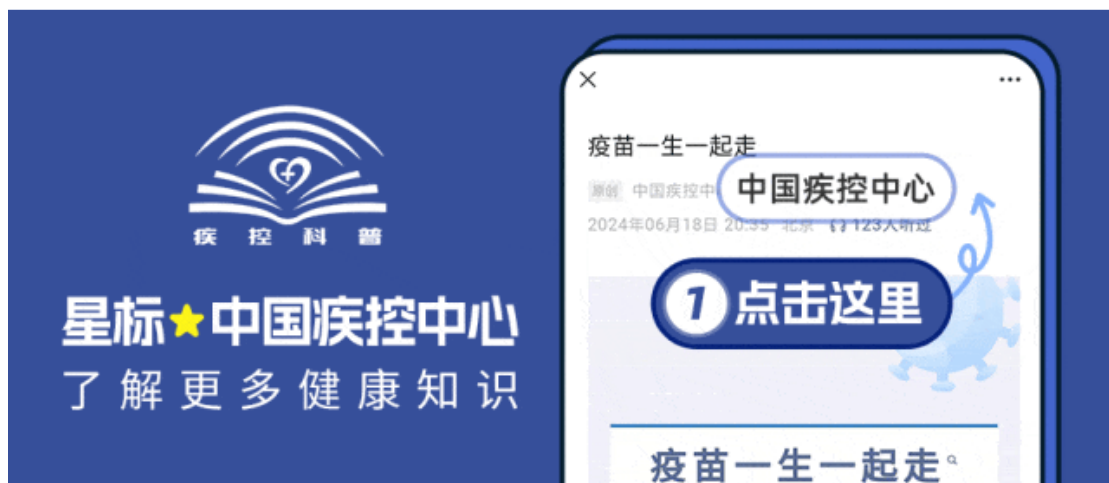 疾控科普
星标★中国疾控中心
了解更多健康知识
疫苗一生一起走
原创 中国疾控中
中国疾控中心
2024年06月18日 20:35 北京 123人听过
1 点击这里
疫苗一生一起走